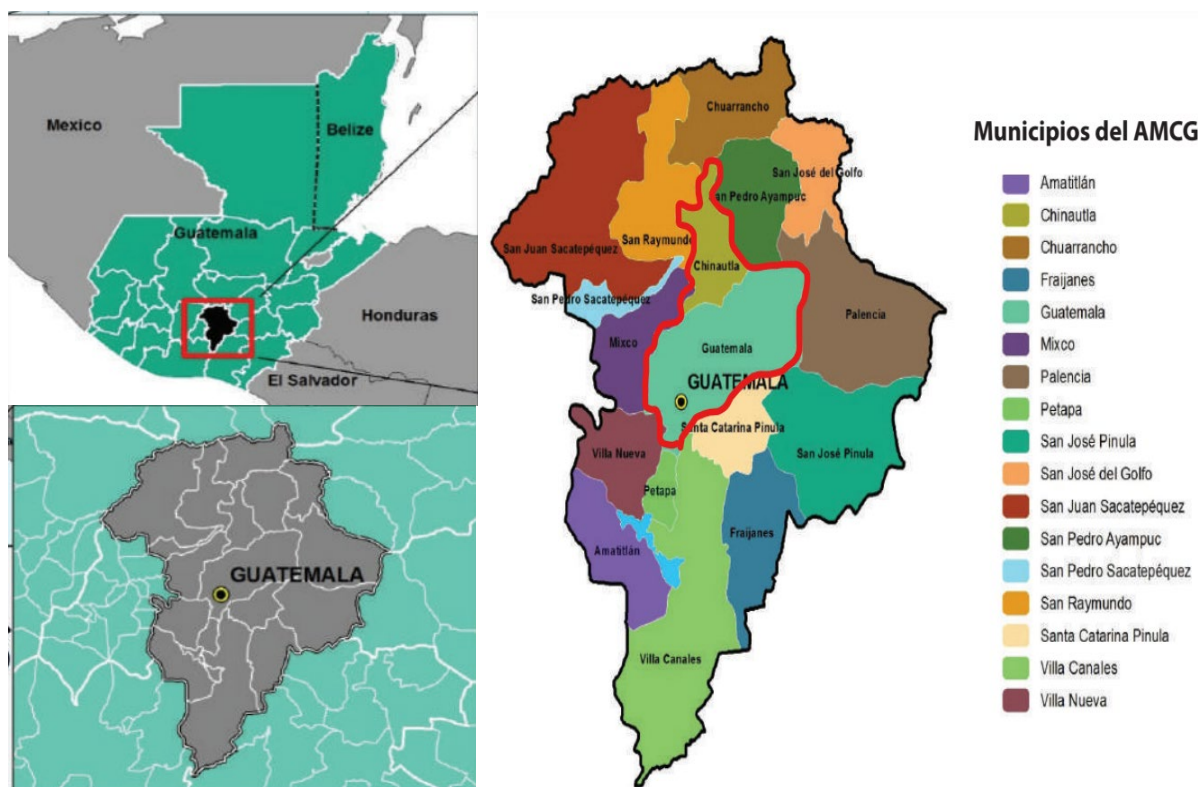 Mexico
Belize
Guatemala
Honduras
El Salvador
GUATEMALA
Chuarrancho
San José del Golfo
San Pedro Ayampuc
San Raymundo
San Juan Sacatepéquez
Chinautla
San Pedro Sacatepéquez
Palencia
Mixco
Guatemala
GUATEMALA
Santa Catarina Pinula
Villa Nueva
San José Pinula
Petapa
Fraijanes
Amatitlán
Villa Canales
Municipios del AMCG
Amatitlán
Chinautla
Chuarrancho
Fraijanes
Guatemala
Mixco
Palencia
Petapa
San José Pinula
San José del Golfo
San Juan Sacatepéquez
San Pedro Ayampuc
San Pedro Sacatepéquez
San Raymundo
Santa Catarina Pinula
Villa Canales
Villa Nueva